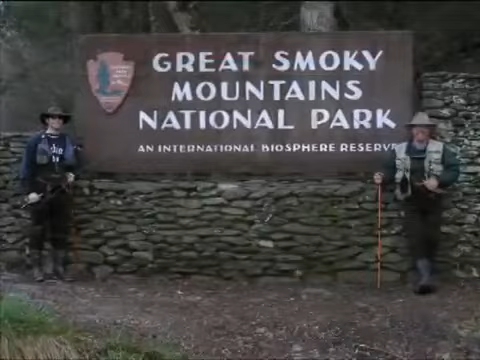 GREAT SMOKY
MOUNTAINS
NATIONAL PARK
AN INTERNATIONAL BIOSPHERE RESERVE